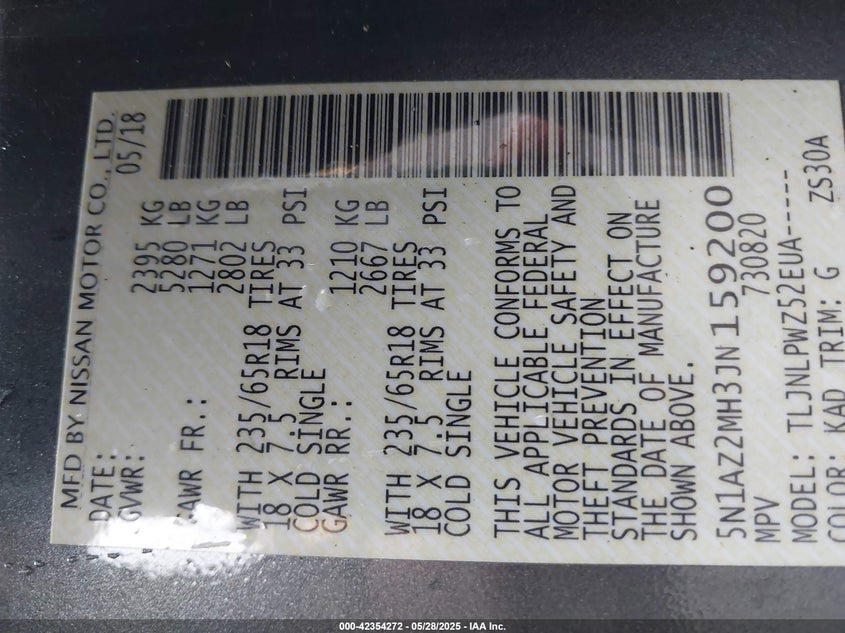 MFD BY NISSAN MOTOR CO., LTD.
DATE: 05/18
GVWR: 2395 KG
5280 LB
GAWR FR.: 1271 KG
2802 LB
WITH 235/65R18 TIRES
18 X 7.5 RIMS AT 33 PSI
COLD SINGLE
GAWR RR.: 1210 KG
2667 LB
WITH 235/65R18 TIRES
18 X 7.5 RIMS AT 33 PSI
COLD SINGLE
THIS VEHICLE CONFORMS TO
ALL APPLICABLE FEDERAL
MOTOR VEHICLE SAFETY AND
THEFT PREVENTION
STANDARDS IN EFFECT ON
THE DATE OF MANUFACTURE
SHOWN ABOVE.
5N1AZ2MH3JN159200
MPV 730820
MODEL: TLJNLPWZ52EUA-----
COLOR: KAD TRIM: G ZS30A
000-42354272 - 05/28/2025 - IAA Inc.